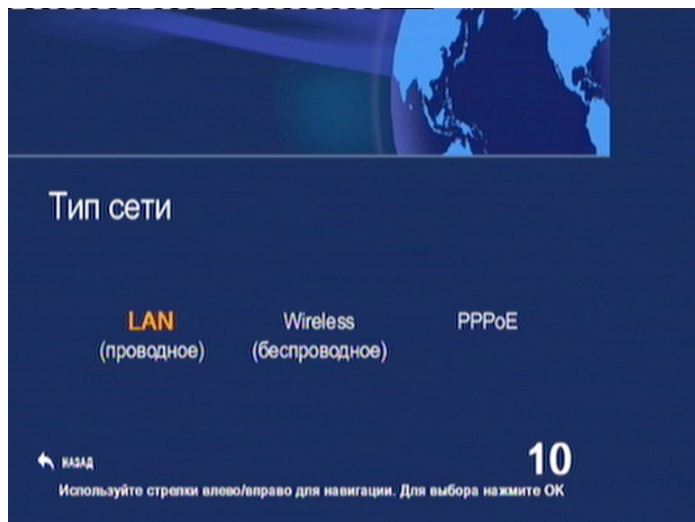 Тип сети
LAN Wireless PPPoE
(проводное) (беспроводное)
10
НАЗАД
Используйте стрелки влево/вправо для навигации. Для выбора нажмите OK